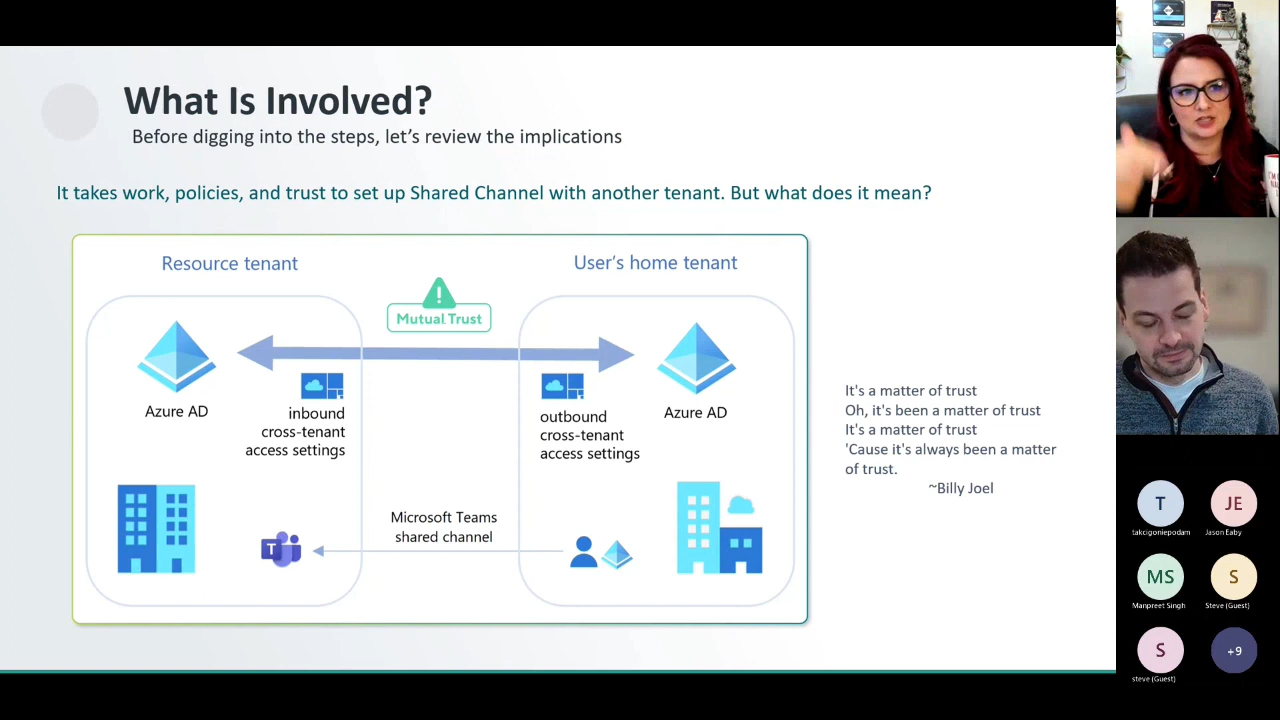 What Is Involved?
Before digging into the steps, let's review the implications
It takes work, policies, and trust to set up Shared Channel with another tenant. But what does it mean?
Resource tenant
User's home tenant
Mutual Trust
Azure AD
inbound
cross-tenant
access settings
outbound
cross-tenant
access settings
Azure AD
Microsoft Teams
shared channel
T
It's a matter of trust
Oh, it's been a matter of trust
It's a matter of trust
'Cause it's always been a matter
of trust.
~Billy Joel
T
takcigoniepodam
JE
Jason Eaby
MS
Manpreet Singh
S
Steve (Guest)
S
steve (Guest)
+9